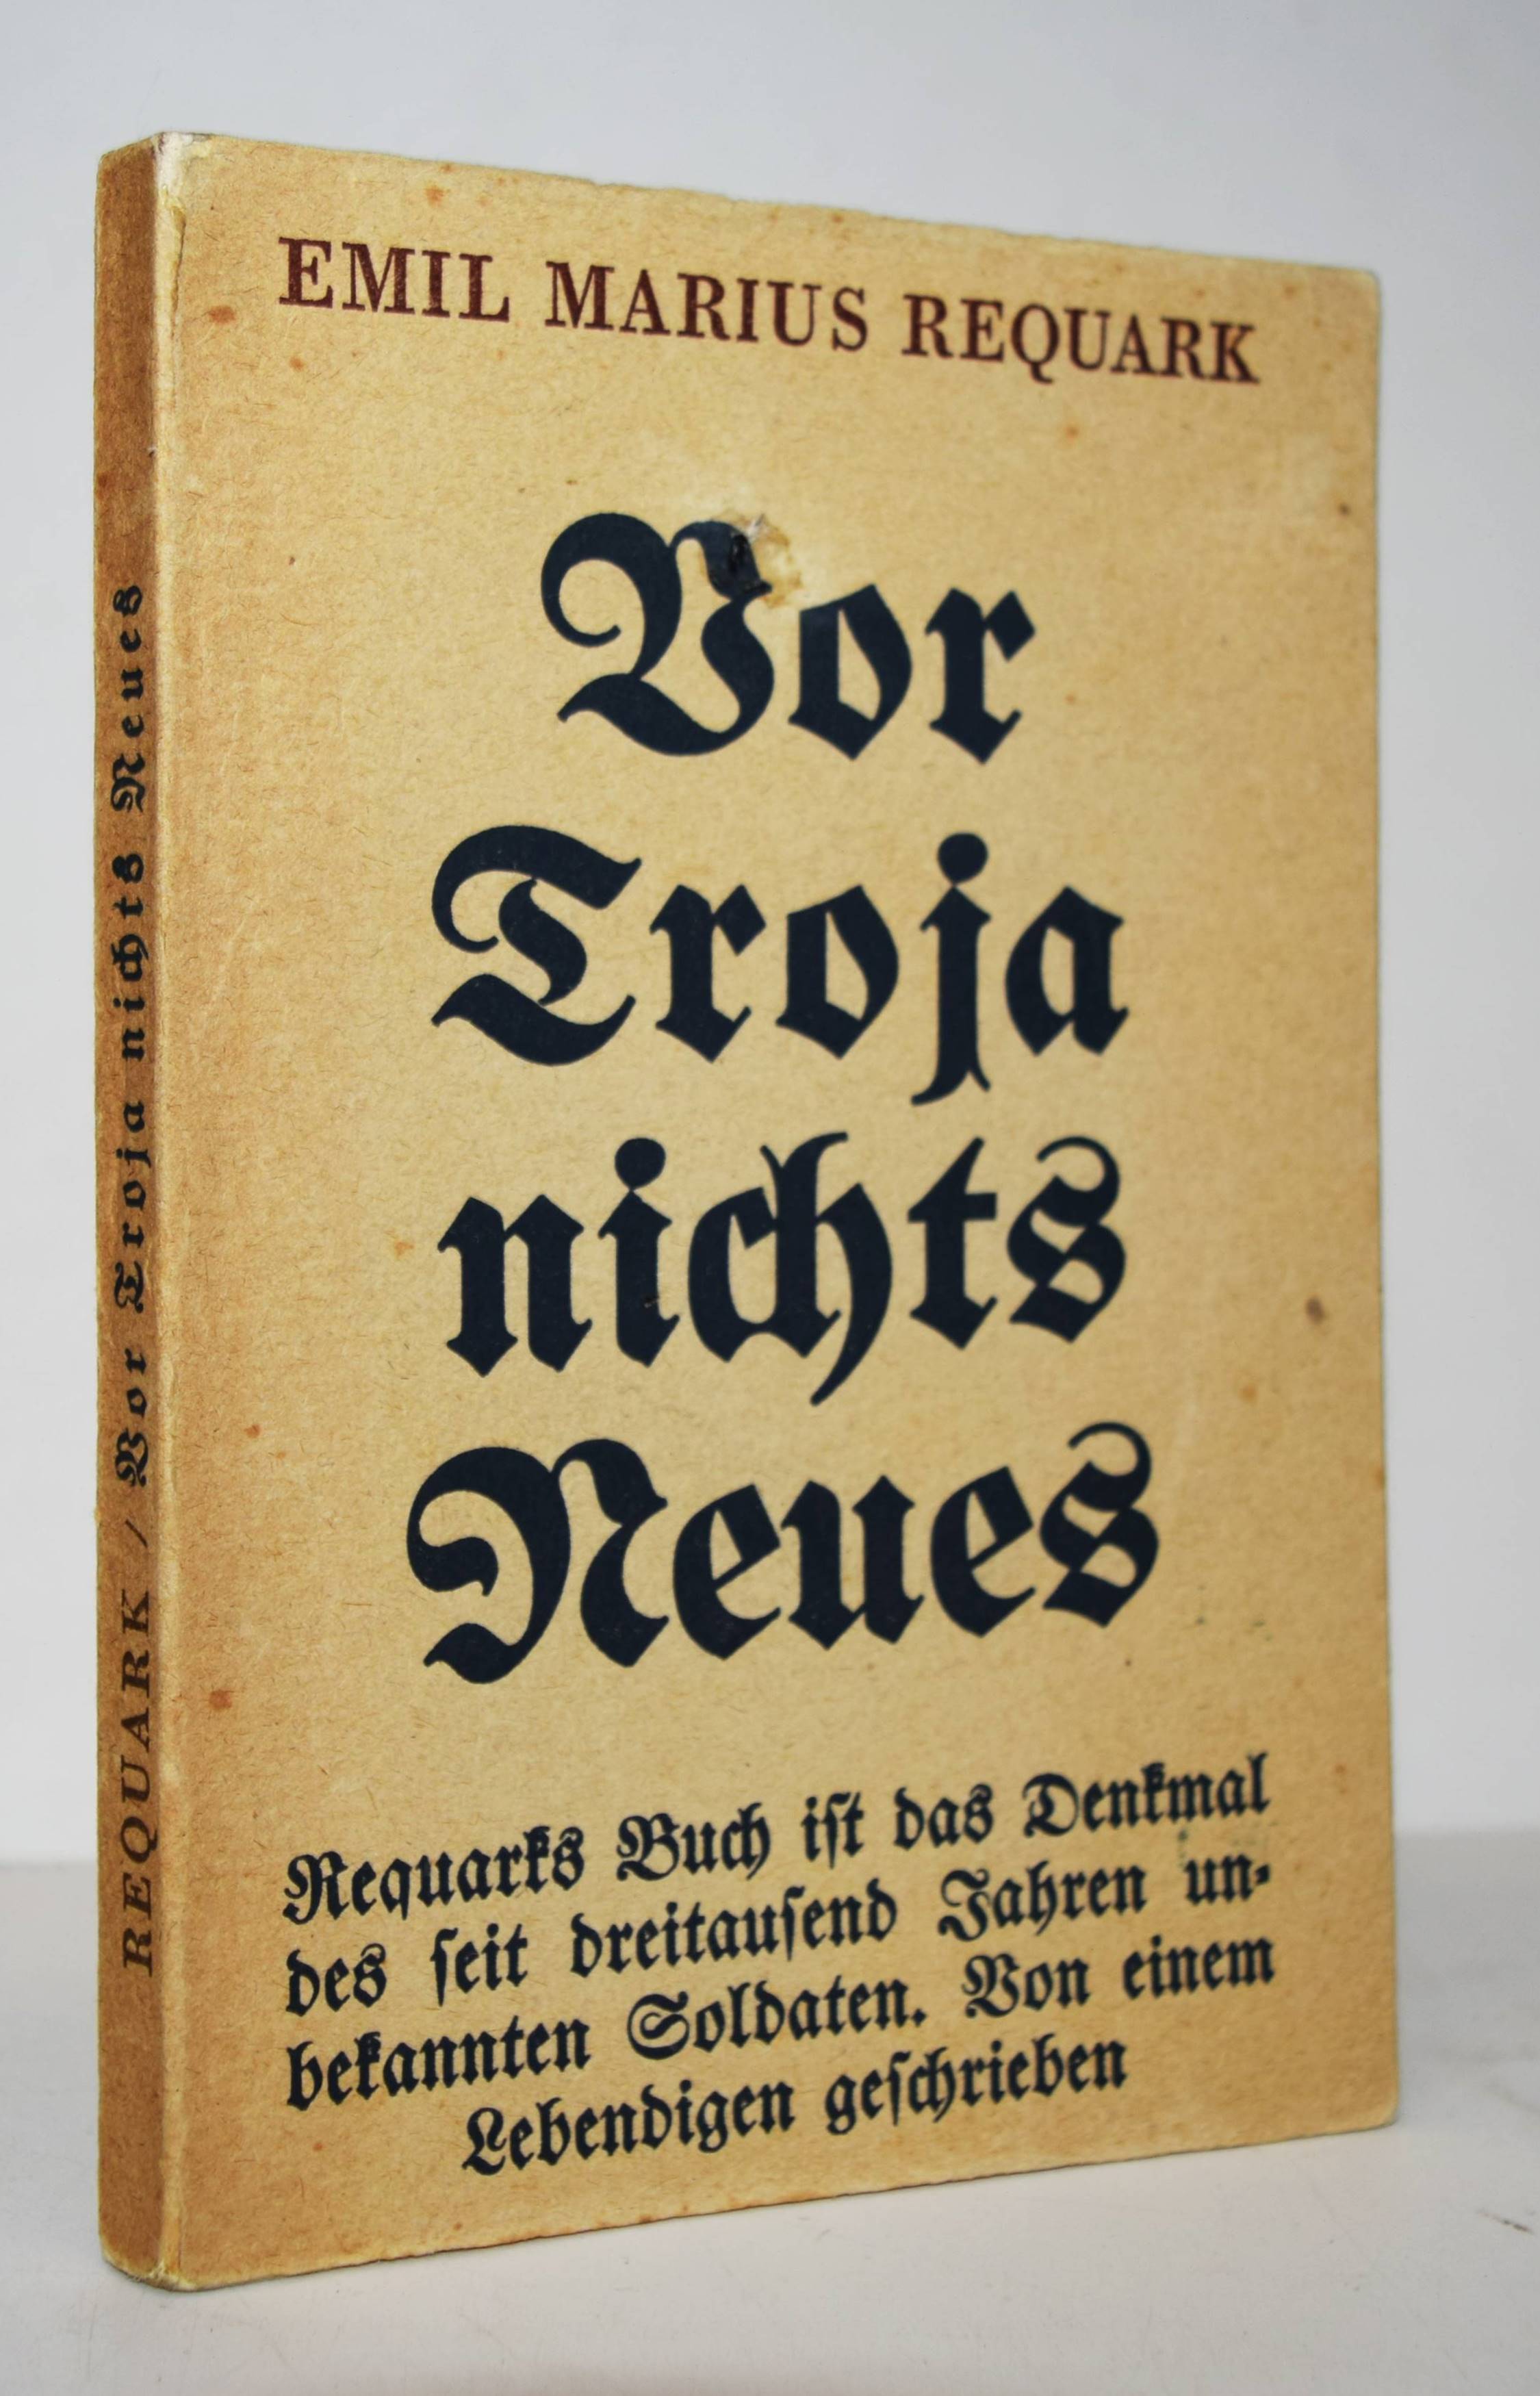 EMIL MARIUS REQUARK
Vor
Troja
nichts
Neues
Requarks Buch iſt das Denkmal
des ſeit dreitauſend Jahren un-
bekannten Soldaten. Von einem
Lebendigen geſchrieben
REQUARK / Vor Troja nichts Neues